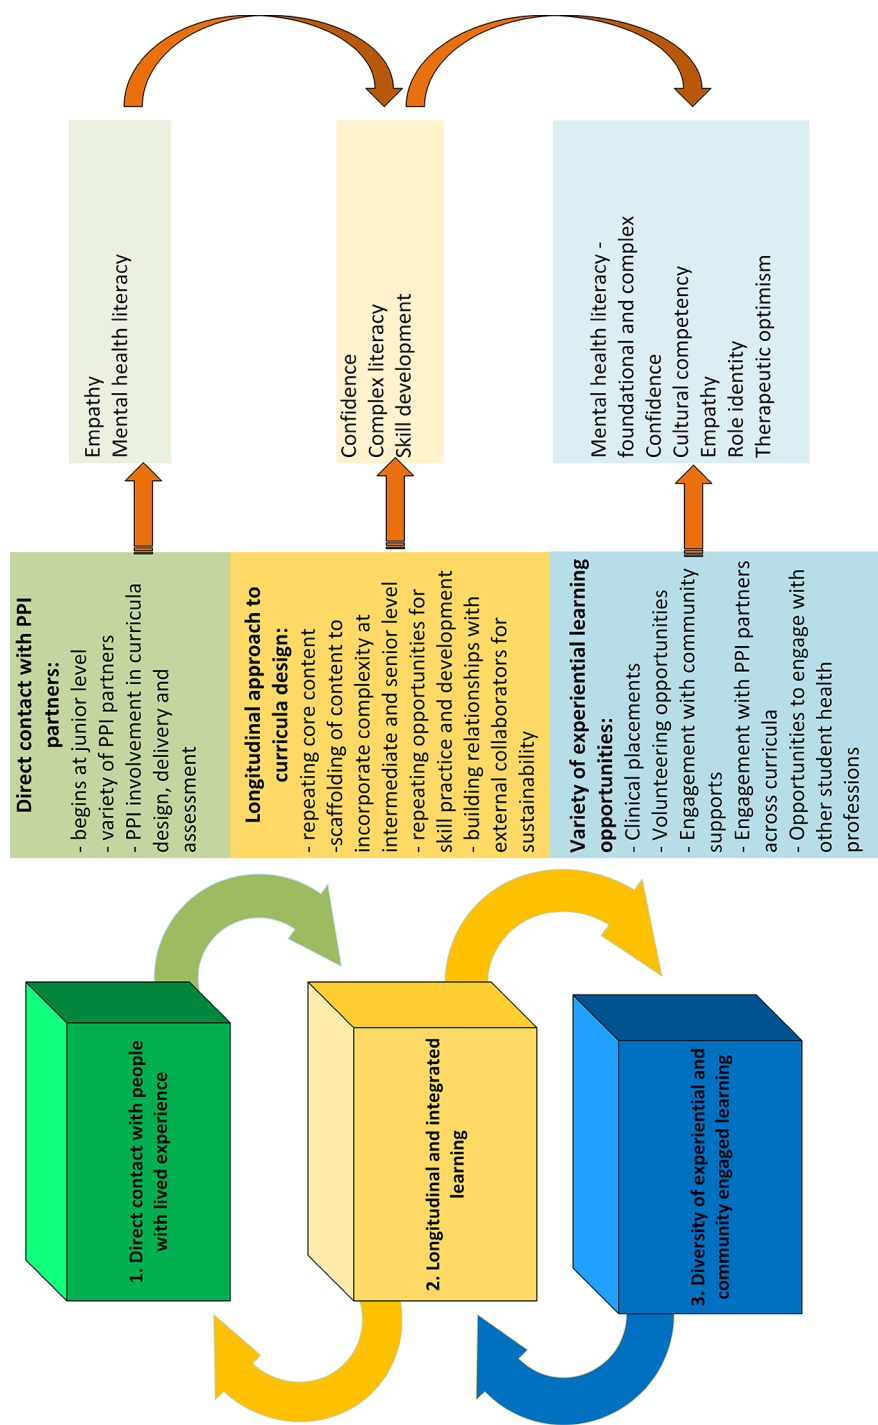 1. Direct contact with people
with lived experience
Direct contact with PPI
partners:
- begins at junior level
- variety of PPI partners
- PPI involvement in curricula
design, delivery and
assessment
Empathy
Mental health literacy
2. Longitudinal and integrated
learning
Longitudinal approach to
curricula design:
- repeating core content
-scaffolding of content to
incorporate complexity at
intermediate and senior level
- repeating opportunities for
skill practice and development
- building relationships with
external collaborators for
sustainability
Confidence
Complex literacy
Skill development
3. Diversity of experiential and
community engaged learning
Variety of experiential learning
opportunities:
- Clinical placements
- Volunteering opportunities
- Engagement with community
supports
- Engagement with PPI partners
across curricula
- Opportunities to engage with
other student health
professions
Mental health literacy -
foundational and complex
Confidence
Cultural competency
Empathy
Role identity
Therapeutic optimism